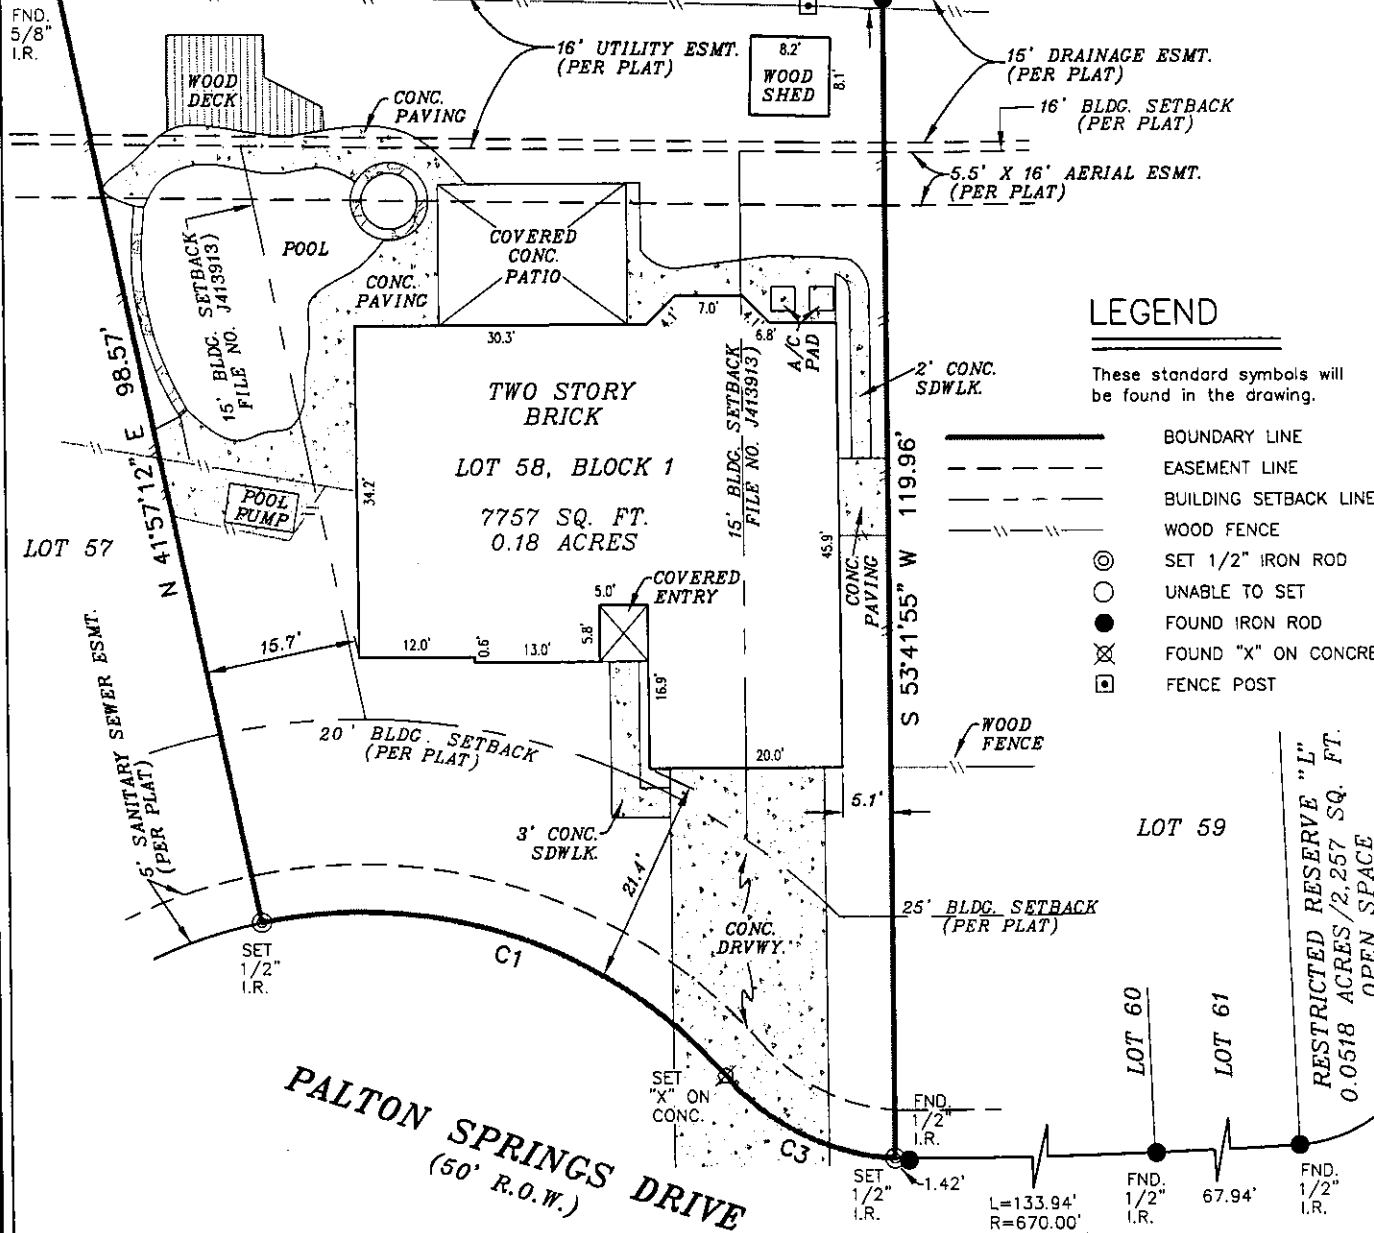 FND.
5/8"
I.R.
16' UTILITY ESMT.
(PER PLAT)
8.2'
WOOD
SHED
8.1'
15' DRAINAGE ESMT.
(PER PLAT)
16' BLDG. SETBACK
(PER PLAT)
5.5' X 16' AERIAL ESMT.
(PER PLAT)
WOOD
DECK
CONC.
PAVING
15' BLDG. SETBACK
FILE NO. J413913)
POOL
CONC.
PAVING
COVERED
CONC.
PATIO
N 41°57'12" E 98.57'
30.3'
4.1'
7.0'
4.1'
6.8'
A/C
PAD
TWO STORY
BRICK
LOT 58, BLOCK 1
7757 SQ. FT.
0.18 ACRES
34.2'
15' BLDG. SETBACK
FILE NO. J413913)
45.9'
2' CONC.
SDWLK.
CONC.
PAVING
S 53°41'55" W 119.96'
POOL
PUMP
LOT 57
COVERED
ENTRY
5.0'
5.8'
15.7'
12.0'
0.6'
13.0'
16.9'
20.0'
5' SANITARY SEWER ESMT.
(PER PLAT)
20' BLDG. SETBACK
(PER PLAT)
3' CONC.
SDWLK.
21.4'
5.1'
WOOD
FENCE
LOT 59
25' BLDG. SETBACK
(PER PLAT)
CONC.
DRVWY.
SET
1/2"
I.R.
C1
SET
"X" ON
CONC.
C3
FND.
1/2"
I.R.
SET
1/2"
I.R.
1.42'
L=133.94'
R=670.00'
FND.
1/2"
I.R.
67.94'
FND.
1/2"
I.R.
LOT 60
LOT 61
RESTRICTED RESERVE "L"
0.0518 ACRES/2,257 SQ. FT.
OPEN SPACE
PALTON SPRINGS DRIVE
(50' R.O.W.)
LEGEND
These standard symbols will
be found in the drawing.
BOUNDARY LINE
EASEMENT LINE
BUILDING SETBACK LINE
WOOD FENCE
SET 1/2" IRON ROD
UNABLE TO SET
FOUND IRON ROD
FOUND "X" ON CONCRE
FENCE POST